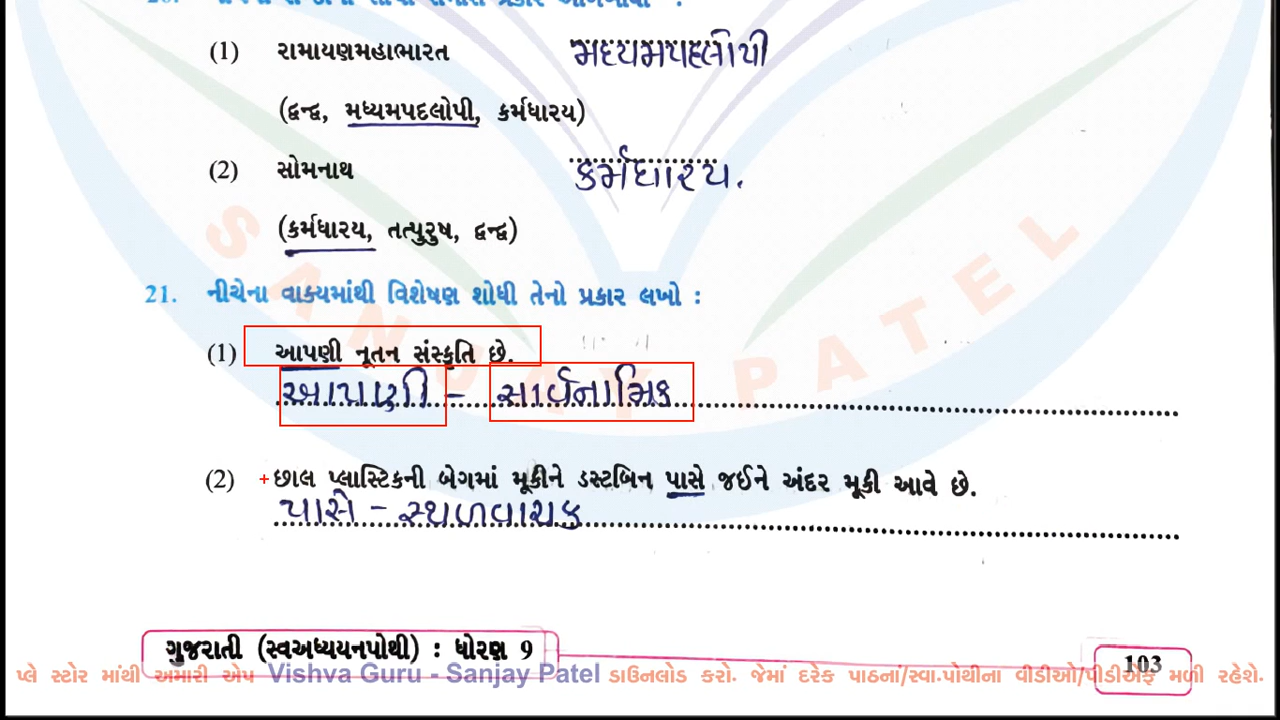 (1) રામાયણમહાભારત મધ્યમપદલોપી
(દ્વન્દ્વ, મધ્યમપદલોપી, કર્મધારય)
(2) સોમનાથ કર્મધારય.
(કર્મધારય, તત્પુરુષ, દ્વન્દ્વ)
21. નીચેના વાક્યમાંથી વિશેષણ શોધી તેનો પ્રકાર લખો :
(1) આપણી નૂતન સંસ્કૃતિ છે.
આપાણી - સાર્વનામિક
(2) છાલ પ્લાસ્ટિકની બેગમાં મૂકીને ડસ્ટબિન પાસે જઈને અંદર મૂકી આવે છે.
પાસે - સ્થળવાચક
SANJAY PATEL
ગુજરાતી (સ્વઅધ્યયનપોથી) : ધોરણ 9
103
પ્લે સ્ટોર માંથી અમારી એપ Vishva Guru - Sanjay Patel ડાઉનલોડ કરો. જેમાં દરેક પાઠના/સ્વા.પોથીના વીડીઓ/પીડીએફ મળી રહેશે.